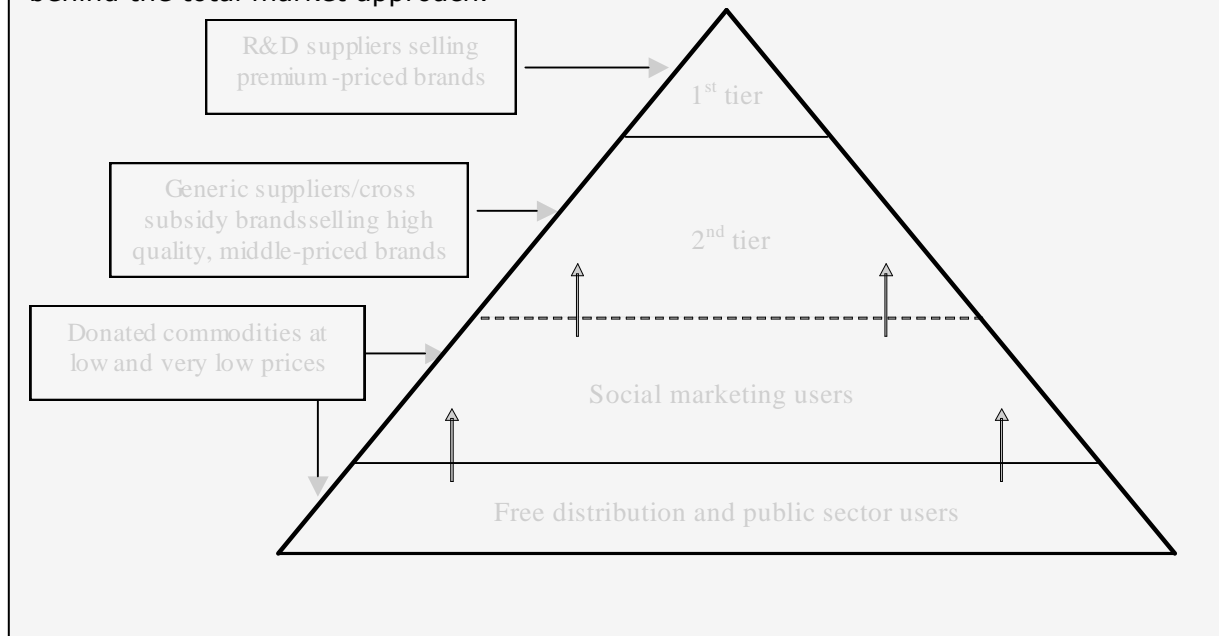 behind the total market approach.
R&D suppliers selling
premium-priced brands
1st tier
Generic suppliers/cross
subsidy brandsselling high
quality, middle-priced brands
2nd tier
Donated commodities at
low and very low prices
Social marketing users
Free distribution and public sector users